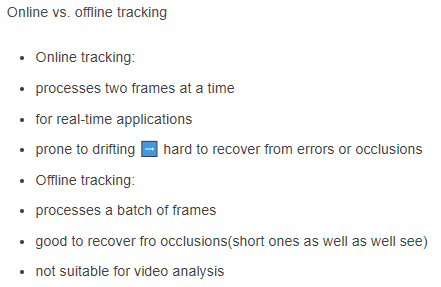 Online vs. offline tracking
• Online tracking:
• processes two frames at a time
• for real-time applications
• prone to drifting ➡ hard to recover from errors or occlusions
• Offline tracking:
• processes a batch of frames
• good to recover fro occlusions(short ones as well as well see)
• not suitable for video analysis